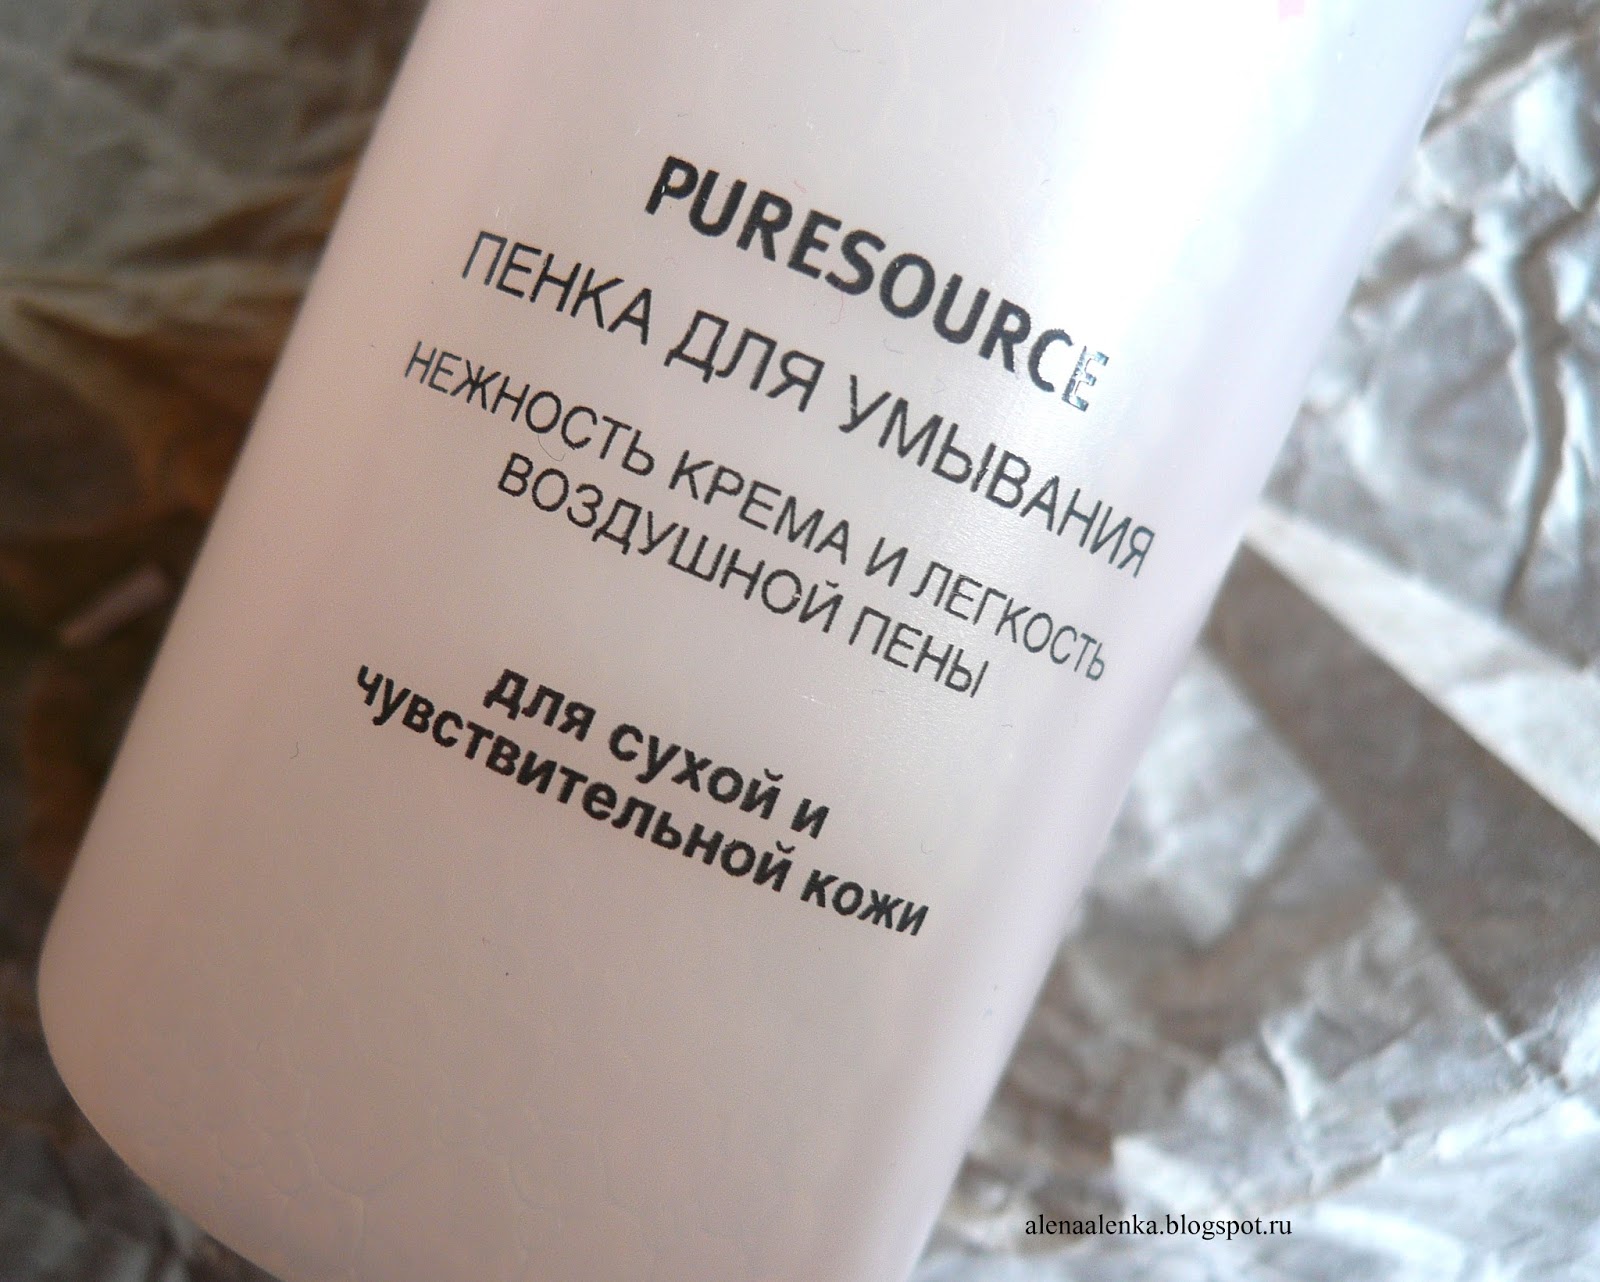 PURESOURCE
ПЕНКА ДЛЯ УМЫВАНИЯ
НЕЖНОСТЬ КРЕМА И ЛЕГКОСТЬ
ВОЗДУШНОЙ ПЕНЫ
для сухой и
чувствительной кожи
alenaalenka.blogspot.ru